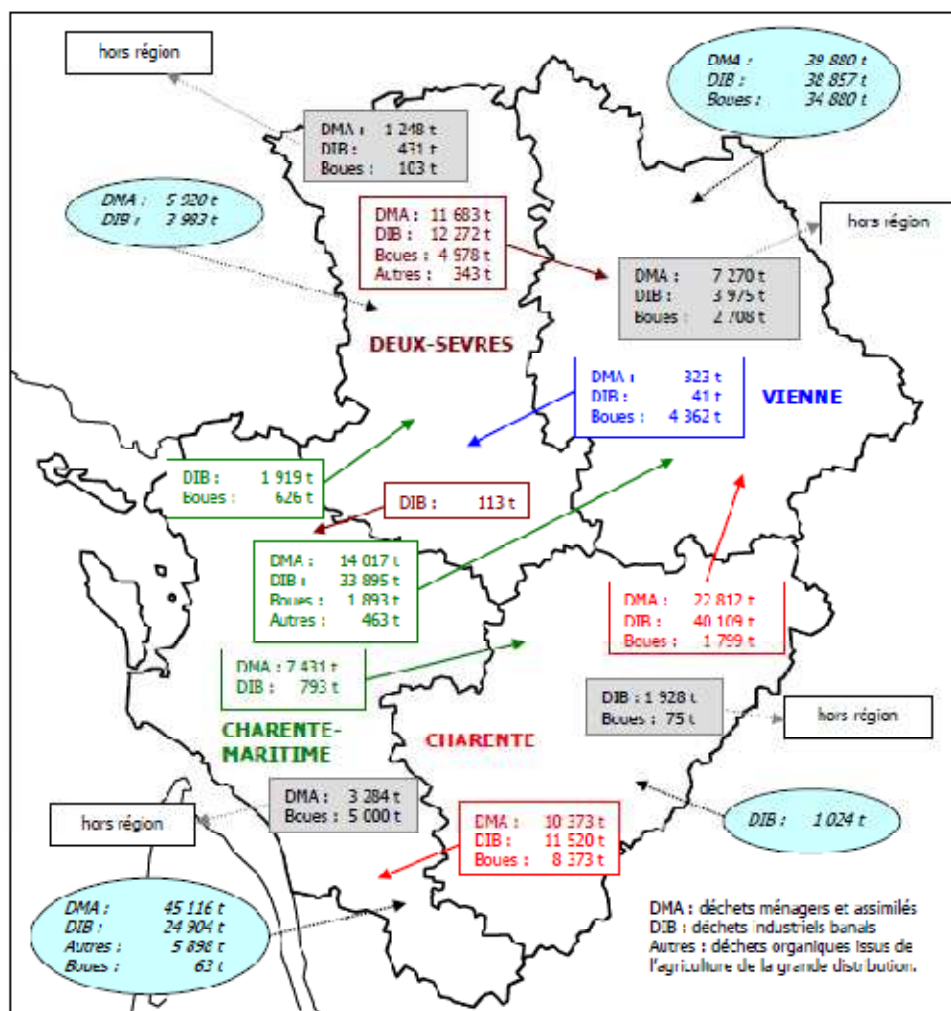 hors région
DMA : 39 880 t
DIB : 38 857 t
Boues : 34 880 t
DMA : 1 248 t
DIB : 431 t
Boues : 103 t
DMA : 5 920 t
DIB : 3 983 t
DMA : 11 683 t
DIB : 12 272 t
Boues : 4 978 t
Autres : 343 t
hors région
DMA : 7 270 t
DIB : 3 975 t
Boues : 2 708 t
DEUX-SEVRES
DMA : 323 t
DIB : 41 t
Boues : 4 362 t
VIENNE
DIB : 1 919 t
Boues : 626 t
DIB : 113 t
DMA : 14 017 t
DIB : 33 895 t
Boues : 1 893 t
Autres : 463 t
DMA : 22 812 t
DIB : 40 109 t
Boues : 1 799 t
DMA : 7 431 t
DIB : 793 t
DIB : 1 928 t
Boues : 75 t
hors région
CHARENTE-
MARITIME
CHARENTE
DMA : 3 284 t
Boues : 5 000 t
hors région
DMA : 10 373 t
DIB : 11 520 t
Boues : 8 373 t
DIB : 1 024 t
DMA : 45 116 t
DIB : 24 904 t
Autres : 5 898 t
Boues : 63 t
DMA : déchets ménagers et assimilés
DIB : déchets industriels banals
Autres : déchets organiques issus de
l'agriculture de la grande distribution.